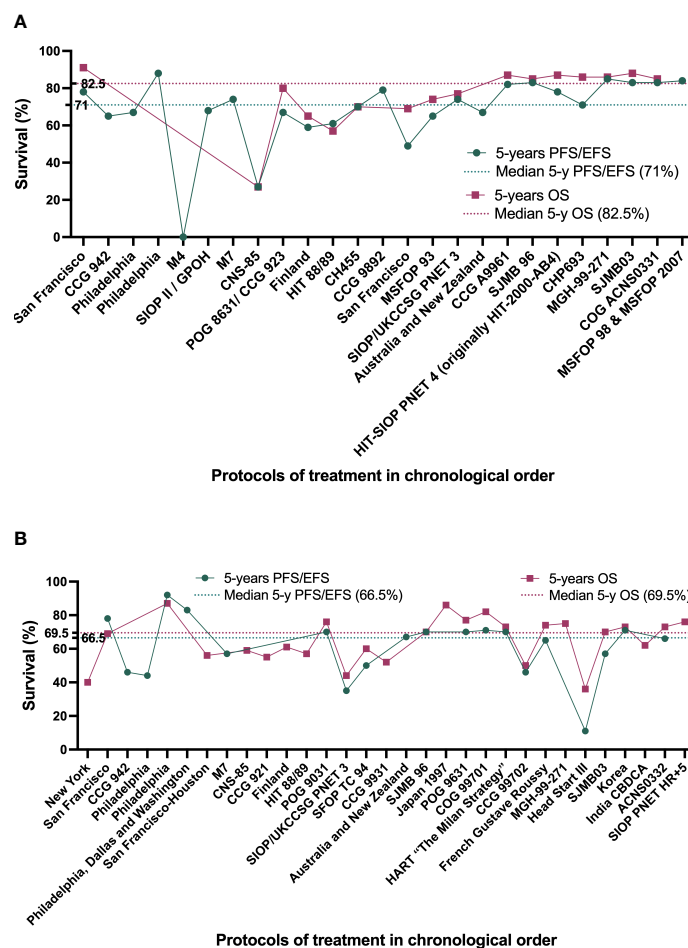 A
100
82.5
80
71
60
40
20
0
Survival (%)
5-years PFS/EFS
Median 5-y PFS/EFS (71%)
5-years OS
Median 5-y OS (82.5%)
San Francisco
CCG 942
Philadelphia
Philadelphia
M4
SIOP II / GPOH
M7
CNS-85
POG 8631/ CCG 923
Finland
HIT 88/89
CH455
CCG 9892
San Francisco
MSFOP 93
SIOP/UKCCSG PNET 3
Australia and New Zealand
CCG A9961
SJMB 96
HIT-SIOP PNET 4 (originally HIT-2000-AB4)
CHP693
MGH-99-271
SJMB03
COG ACNS0331
MSFOP 98 & MSFOP 2007
Protocols of treatment in chronological order
B
5-years PFS/EFS
Median 5-y PFS/EFS (66.5%)
5-years OS
Median 5-y OS (69.5%)
100
80
69.5
66.5
60
40
20
0
Survival (%)
New York
San Francisco
CCG 942
Philadelphia
Philadelphia
Philadelphia, Dallas and Washington
San Francisco-Houston
M7
CNS-85
CCG 921
Finland
HIT 88/89
POG 9031
SIOP/UKCCSG PNET 3
SFOP TC 94
CCG 9931
Australia and New Zealand
SJMB 96
Japan 1997
POG 9631
COG 99701
HART "The Milan Strategy"
CCG 99702
French Gustave Roussy
MGH-99-271
Head Start III
SJMB03
Korea
India CBDCA
ACNS0332
SIOP PNET HR+5
Protocols of treatment in chronological order